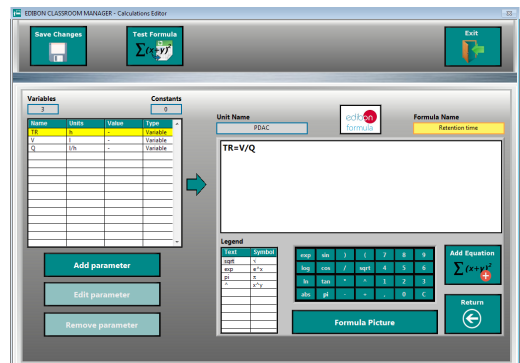 EDIBON CLASSROOM MANAGER - Calculations Editor
Save Changes
Test Formula
∑(x+y)²
Exit
Variables
Constants
3
0
Name Units Value Type
TR h - Variable
V l - Variable
Q l/h - Variable
Add parameter
Edit parameter
Remove parameter
Unit Name
PDAC
edibon
formula
Formula Name
Retention time
TR=V/Q
Legend
Text Symbol
sqrt √
exp e^x
pi π
^ x^y
exp sin ) ( 7 8 9
log cos / sqrt 4 5 6
ln tan * ^ 1 2 3
abs pi - + . 0 C
Formula Picture
Add Equation
∑(x+y)²
Return